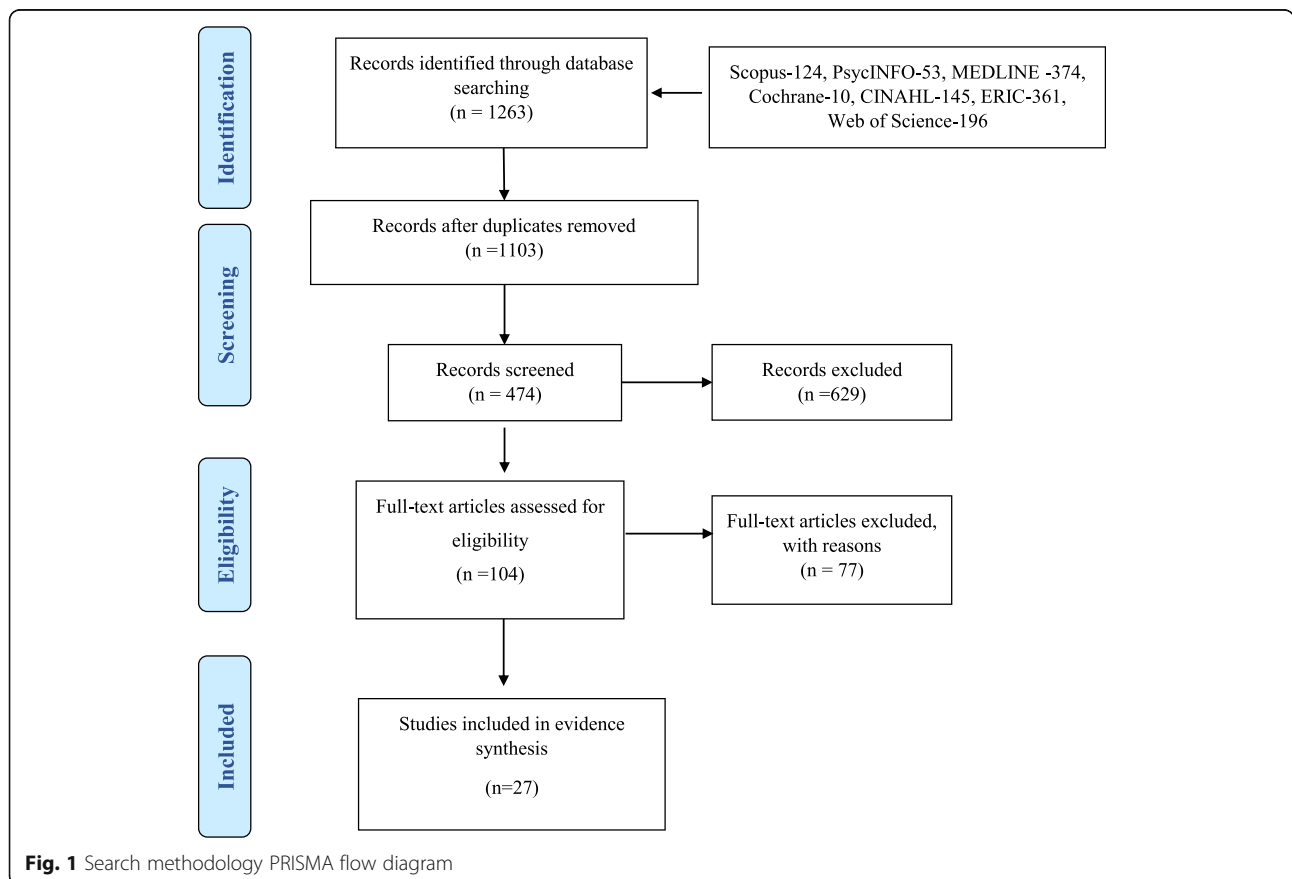 Identification
Records identified through database
searching
(n = 1263)
Scopus-124, PsycINFO-53, MEDLINE -374,
Cochrane-10, CINAHL-145, ERIC-361,
Web of Science-196
Screening
Records after duplicates removed
(n =1103)
Records screened
(n = 474)
Records excluded
(n =629)
Eligibility
Full-text articles assessed for
eligibility
(n =104)
Full-text articles excluded,
with reasons
(n = 77)
Included
Studies included in evidence
synthesis
(n=27)
Fig. 1 Search methodology PRISMA flow diagram